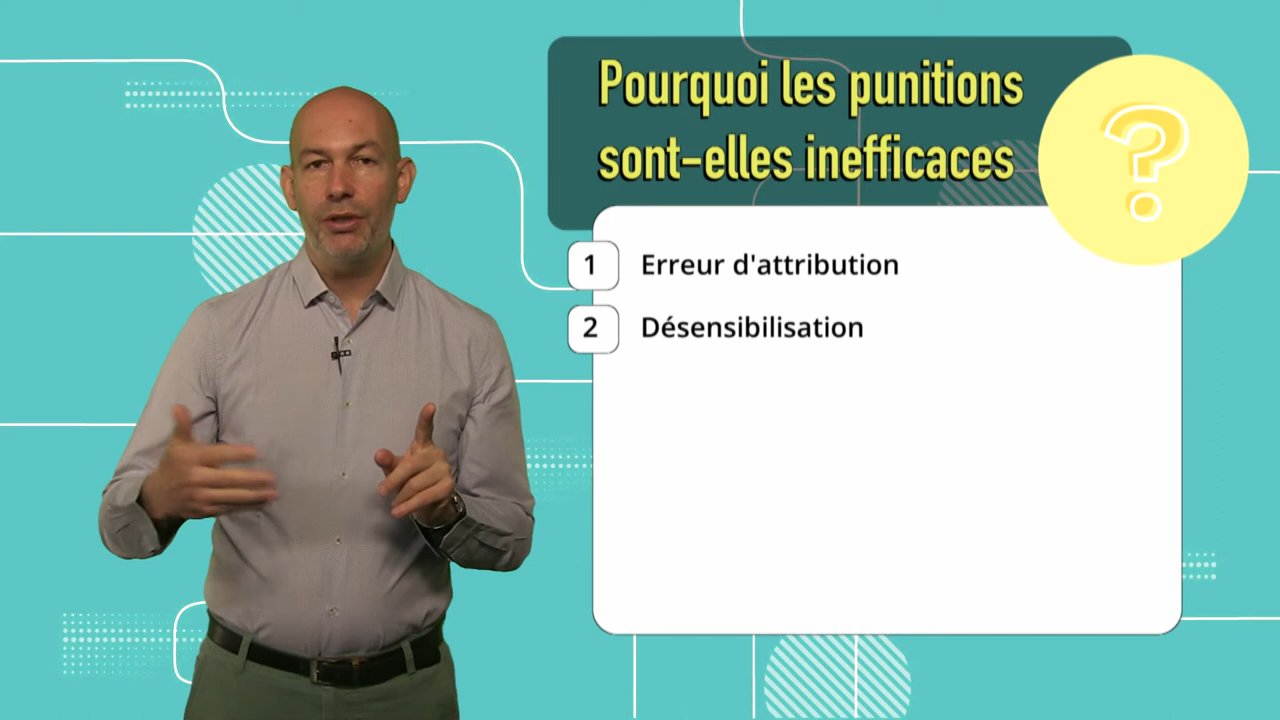 Pourquoi les punitions
sont-elles inefficaces
?
1 Erreur d'attribution
2 Désensibilisation